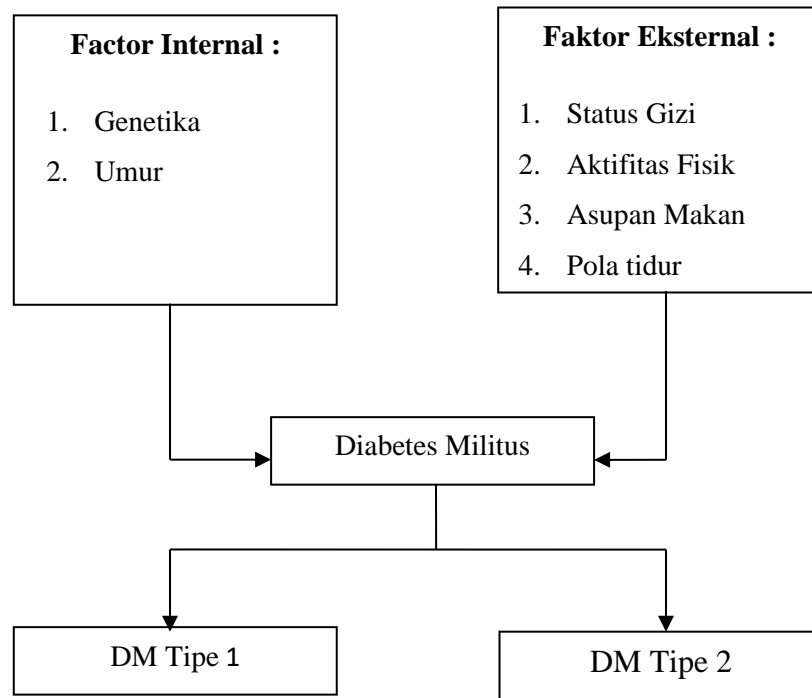 Factor Internal :
1. Genetika
2. Umur
Faktor Eksternal :
1. Status Gizi
2. Aktifitas Fisik
3. Asupan Makan
4. Pola tidur
Diabetes Militus
DM Tipe 1
DM Tipe 2